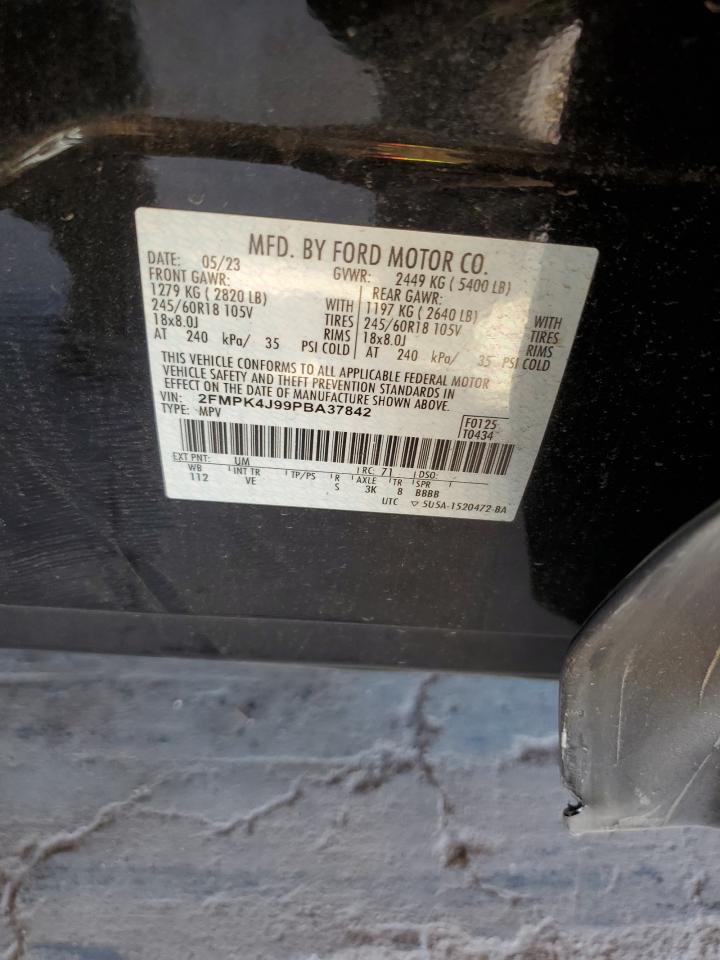 MFD. BY FORD MOTOR CO.
DATE: 05/23 GVWR: 2449 KG ( 5400 LB)
FRONT GAWR: REAR GAWR:
1279 KG ( 2820 LB) WITH 1197 KG ( 2640 LB) WITH
245/60R18 105V TIRES 245/60R18 105V TIRES
18x8.0J RIMS 18x8.0J RIMS
AT 240 kPa/ 35 PSI COLD AT 240 kPa/ 35 PSI COLD
THIS VEHICLE CONFORMS TO ALL APPLICABLE FEDERAL MOTOR
VEHICLE SAFETY AND THEFT PREVENTION STANDARDS IN
EFFECT ON THE DATE OF MANUFACTURE SHOWN ABOVE.
VIN: 2FMPK4J99PBA37842 F0125
TYPE: MPV T0434
EXT PNT: UM RC: 71 DSO:
WB INT TR TP/PS R AXLE TR SPR
112 VE S 3K 8 BBBB
UTC ▽ 5U5A-1520472-BA